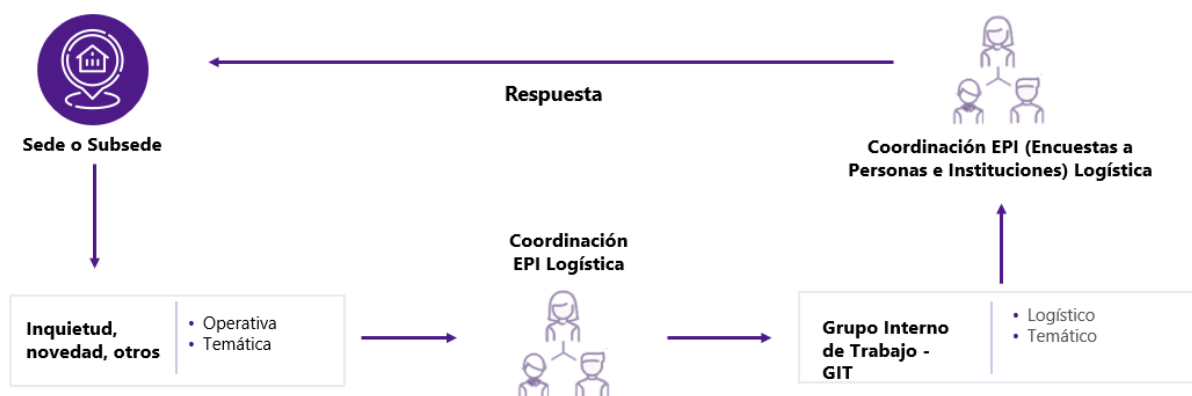 Sede o Subsede
Respuesta
Coordinación EPI (Encuestas a
Personas e Instituciones) Logística
Inquietud,
novedad, otros
• Operativa
• Temática
Coordinación
EPI Logística
Grupo Interno
de Trabajo -
GIT
• Logístico
• Temático